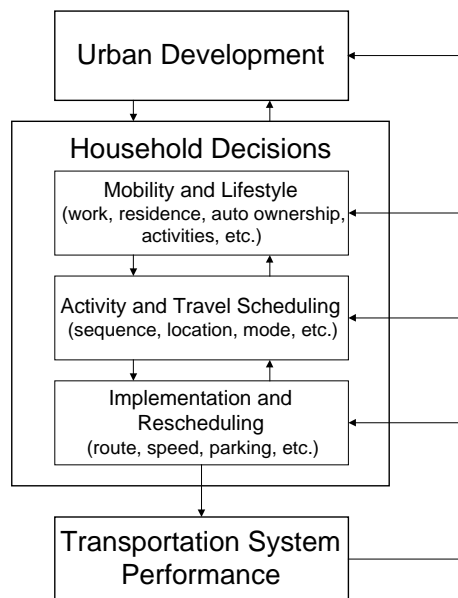 Urban Development
Household Decisions
Mobility and Lifestyle
(work, residence, auto ownership,
activities, etc.)
Activity and Travel Scheduling
(sequence, location, mode, etc.)
Implementation and
Rescheduling
(route, speed, parking, etc.)
Transportation System
Performance